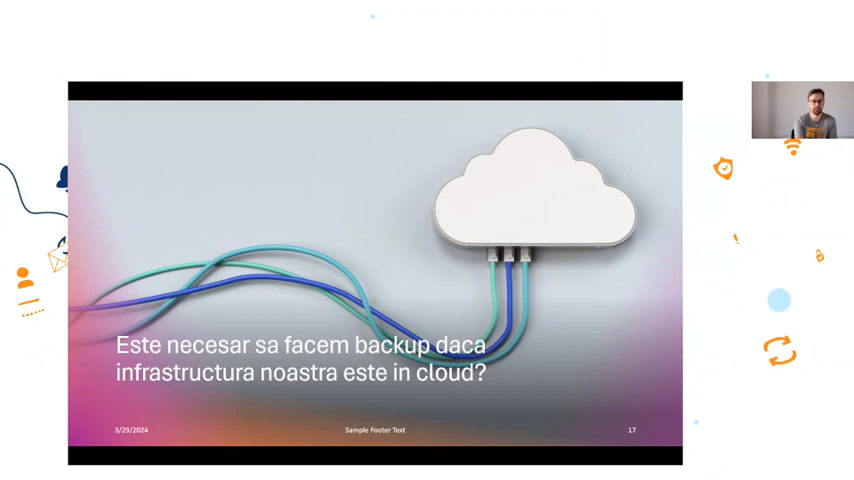 Este necesar sa facem backup daca
infrastructura noastra este in cloud?
3/29/2024
Sample Footer Text
17